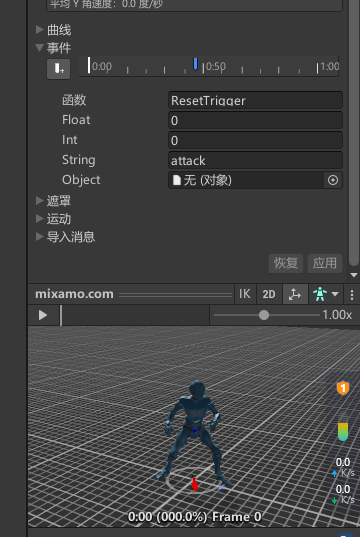 平均 Y 角速度：0.0 度/秒
曲线
事件
0:00 0:50 1:00
函数 ResetTrigger
Float 0
Int 0
String attack
Object 无 (对象)
遮罩
运动
导入消息
恢复 应用
mixamo.com IK 2D
1.00x
1
0.0
K/s
0.0
K/s
0:00 (000.0%) Frame 0